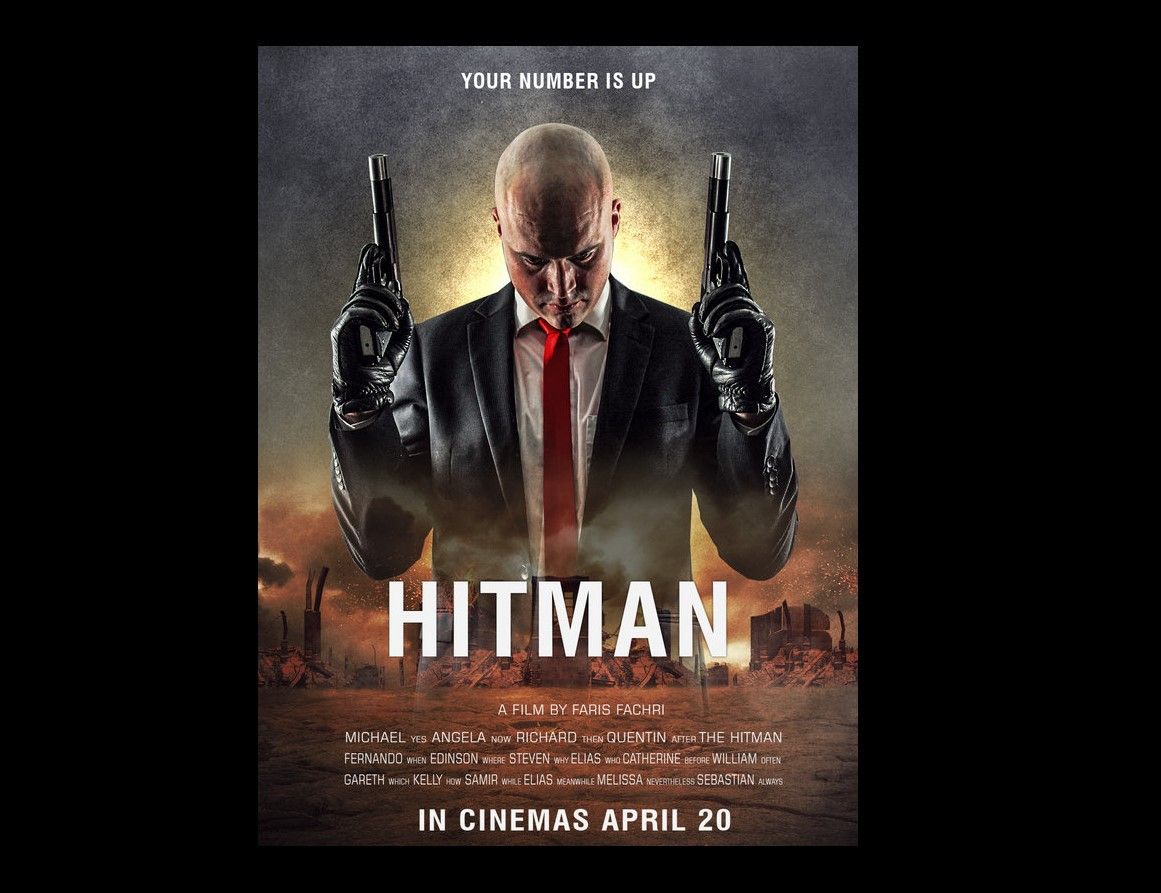 YOUR NUMBER IS UP
HITMAN
A FILM BY FARIS FACHRI
MICHAEL YES ANGELA NOW RICHARD THEN QUENTIN AFTER THE HITMAN
FERNANDO WHEN EDINSON WHERE STEVEN WHY ELIAS WHO CATHERINE BEFORE WILLIAM OFTEN
GARETH WHICH KELLY HOW SAMIR WHILE ELIAS MEANWHILE MELISSA NEVERTHELESS SEBASTIAN ALWAYS
IN CINEMAS APRIL 20